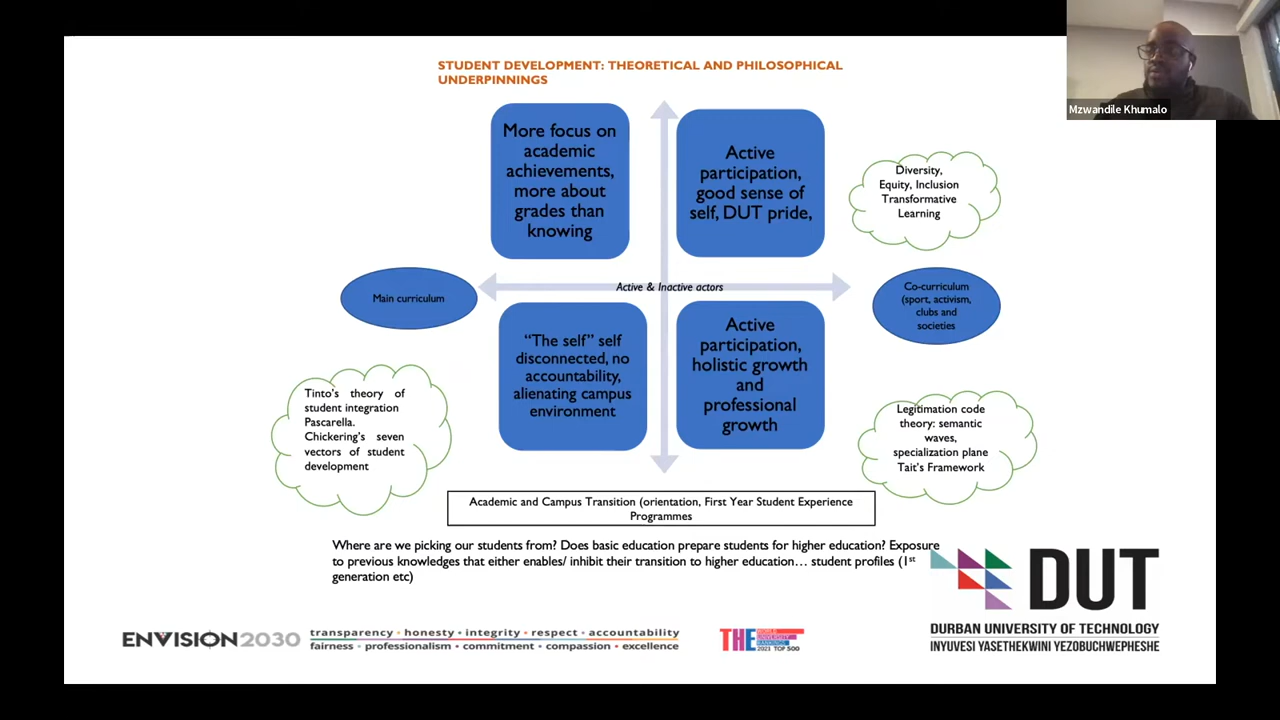 STUDENT DEVELOPMENT: THEORETICAL AND PHILOSOPHICAL
UNDERPINNINGS
Mzwandile Khumalo
More focus on
academic
achievements,
more about
grades than
knowing
Active
participation,
good sense of
self, DUT pride,
Diversity,
Equity, Inclusion
Transformative
Learning
Active & Inactive actors
Main curriculum
Co-curriculum
(sport, activism,
clubs and
societies
"The self" self
disconnected, no
accountability,
alienating campus
environment
Active
participation,
holistic growth
and
professional
growth
Tinto's theory of
student integration
Pascarella.
Chickering's seven
vectors of student
development
Legitimation code
theory: semantic
waves,
specialization plane
Tait's Framework
Academic and Campus Transition (orientation, First Year Student Experience
Programmes
Where are we picking our students from? Does basic education prepare students for higher education? Exposure
to previous knowledges that either enables/ inhibit their transition to higher education… student profiles (1st
generation etc)
DUT
DURBAN UNIVERSITY OF TECHNOLOGY
INYUVESI YASETHEKWINI YEZOBUCHWEPHESHE
ENVISION2030
transparency • honesty • integrity • respect • accountability
fairness • professionalism • commitment • compassion • excellence
THE WORLD
UNIVERSITY
RANKINGS
2021 TOP 500